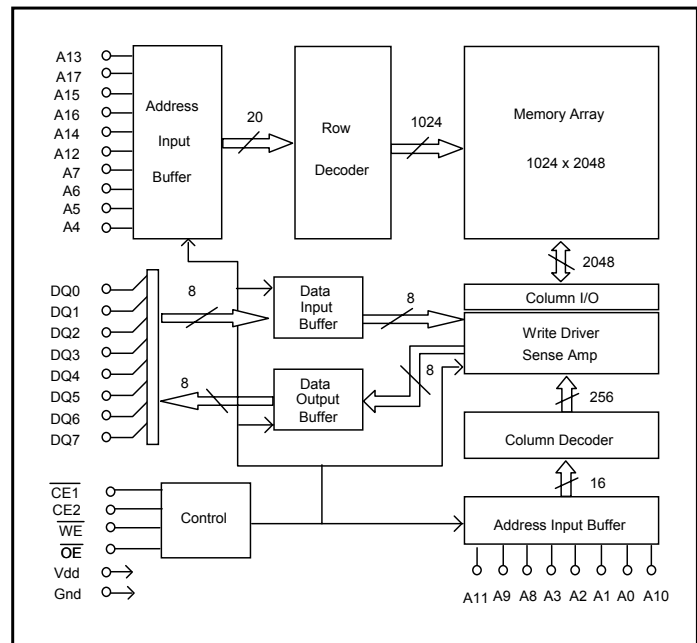 A13
A17
A15
A16
A14
A12
A7
A6
A5
A4
Address
Input
Buffer
20
Row
Decoder
1024
Memory Array
1024 x 2048
2048
DQ0
DQ1
DQ2
DQ3
DQ4
DQ5
DQ6
DQ7
8
Data
Input
Buffer
8
Column I/O
Write Driver
Sense Amp
8
Data
Output
Buffer
8
256
Column Decoder
16
Address Input Buffer
CE1
CE2
WE
OE
Vdd
Gnd
Control
A11 A9 A8 A3 A2 A1 A0 A10